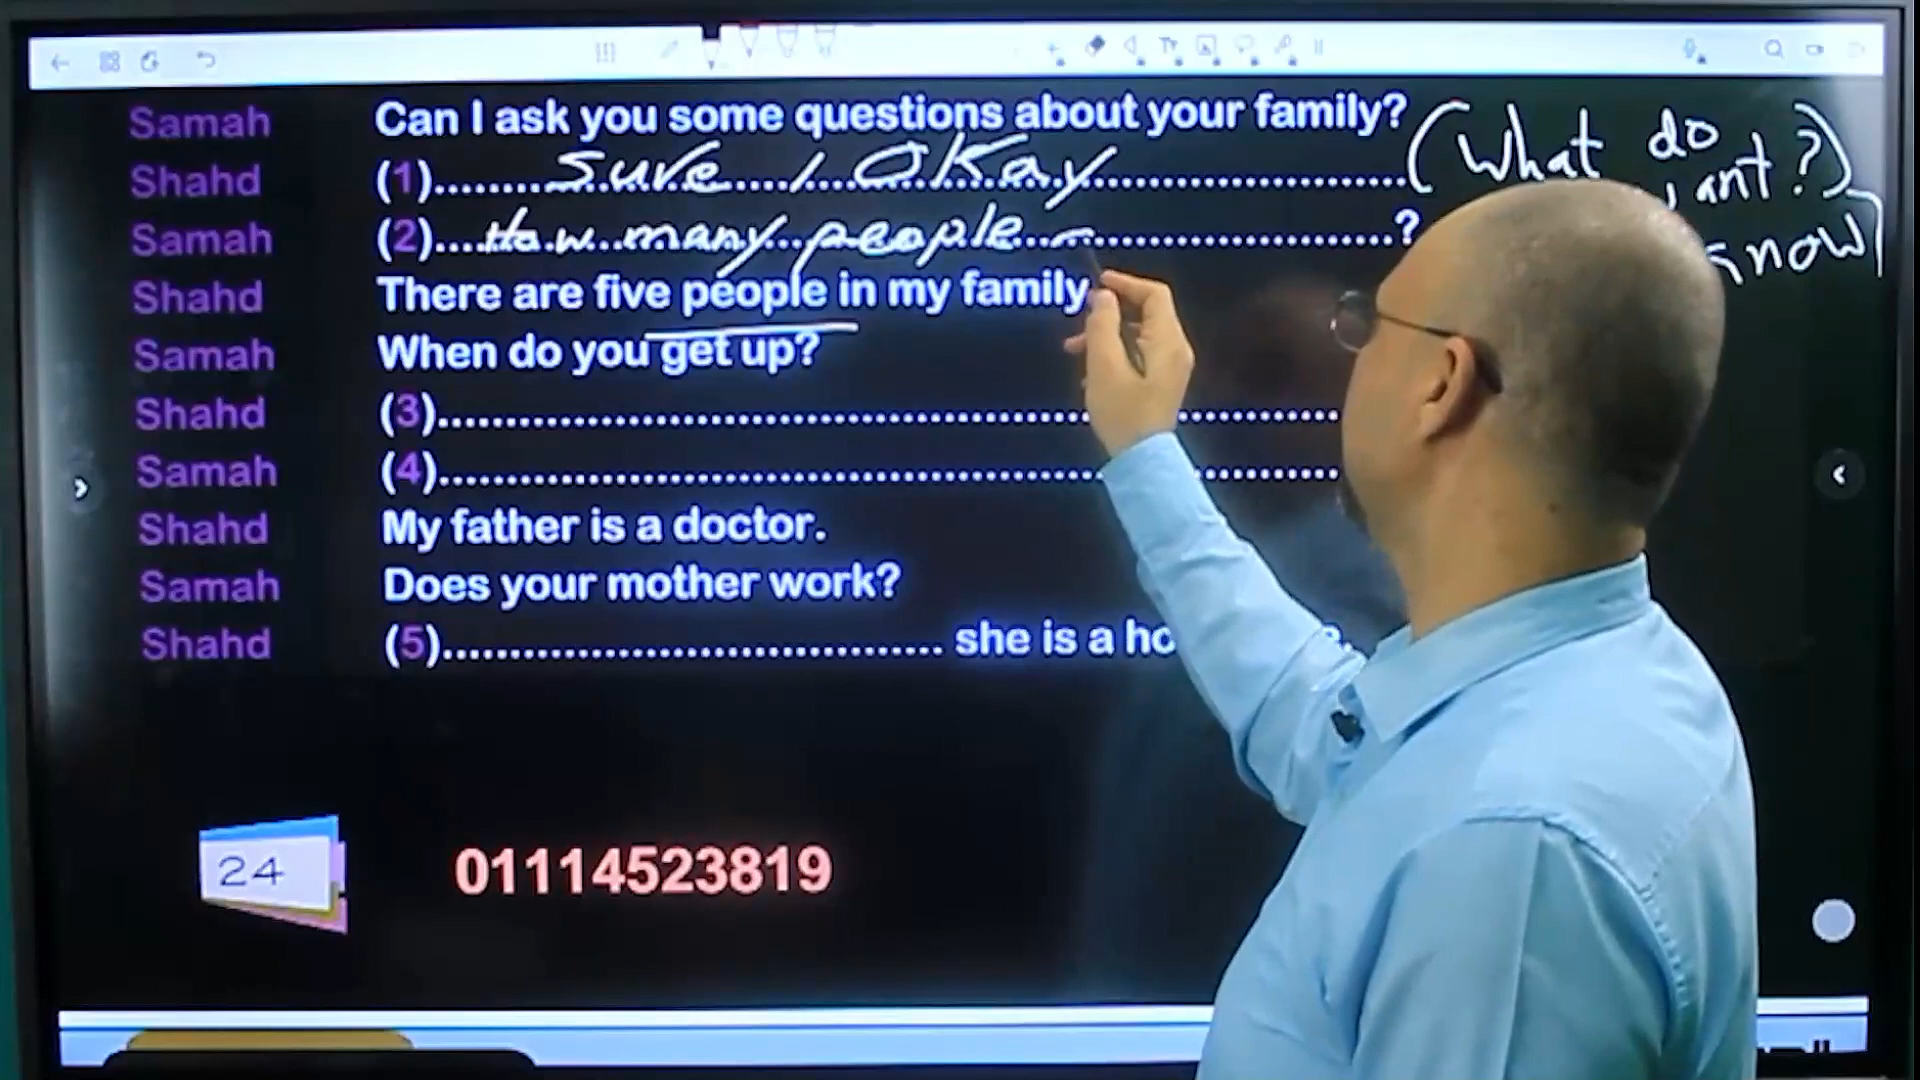 Samah Can I ask you some questions about your family? (What do
Shahd (1)....... Sure / Okay ....... ant?)
Samah (2).... How many people .......? know
Shahd There are five people in my family
Samah When do you get up?
Shahd (3)..............................
Samah (4)..............................
Shahd My father is a doctor.
Samah Does your mother work?
Shahd (5).............................. she is a ho
24
01114523819